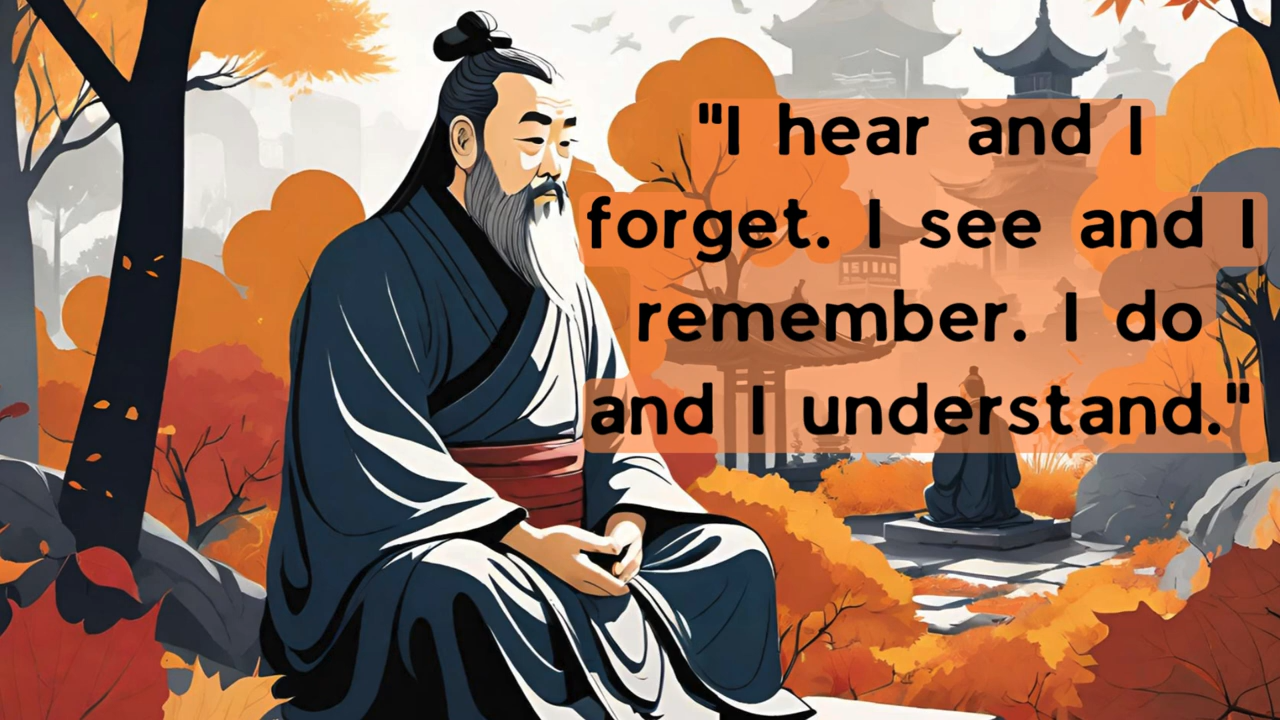 "I hear and I
forget. I see and I
remember. I do
and I understand."